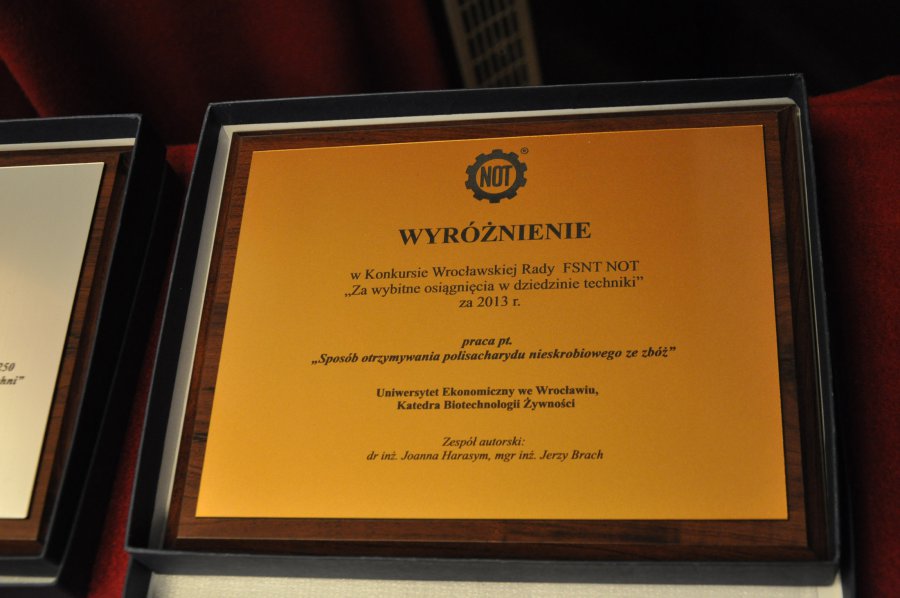 250
chni”
NOT ®
WYRÓŻNIENIE
w Konkursie Wrocławskiej Rady FSNT NOT
„Za wybitne osiągnięcia w dziedzinie techniki”
za 2013 r.
praca pt.
„Sposób otrzymywania polisacharydu nieskrobiowego ze zbóż”
Uniwersytet Ekonomiczny we Wrocławiu,
Katedra Biotechnologii Żywności
Zespół autorski:
dr inż. Joanna Harasym, mgr inż. Jerzy Brach